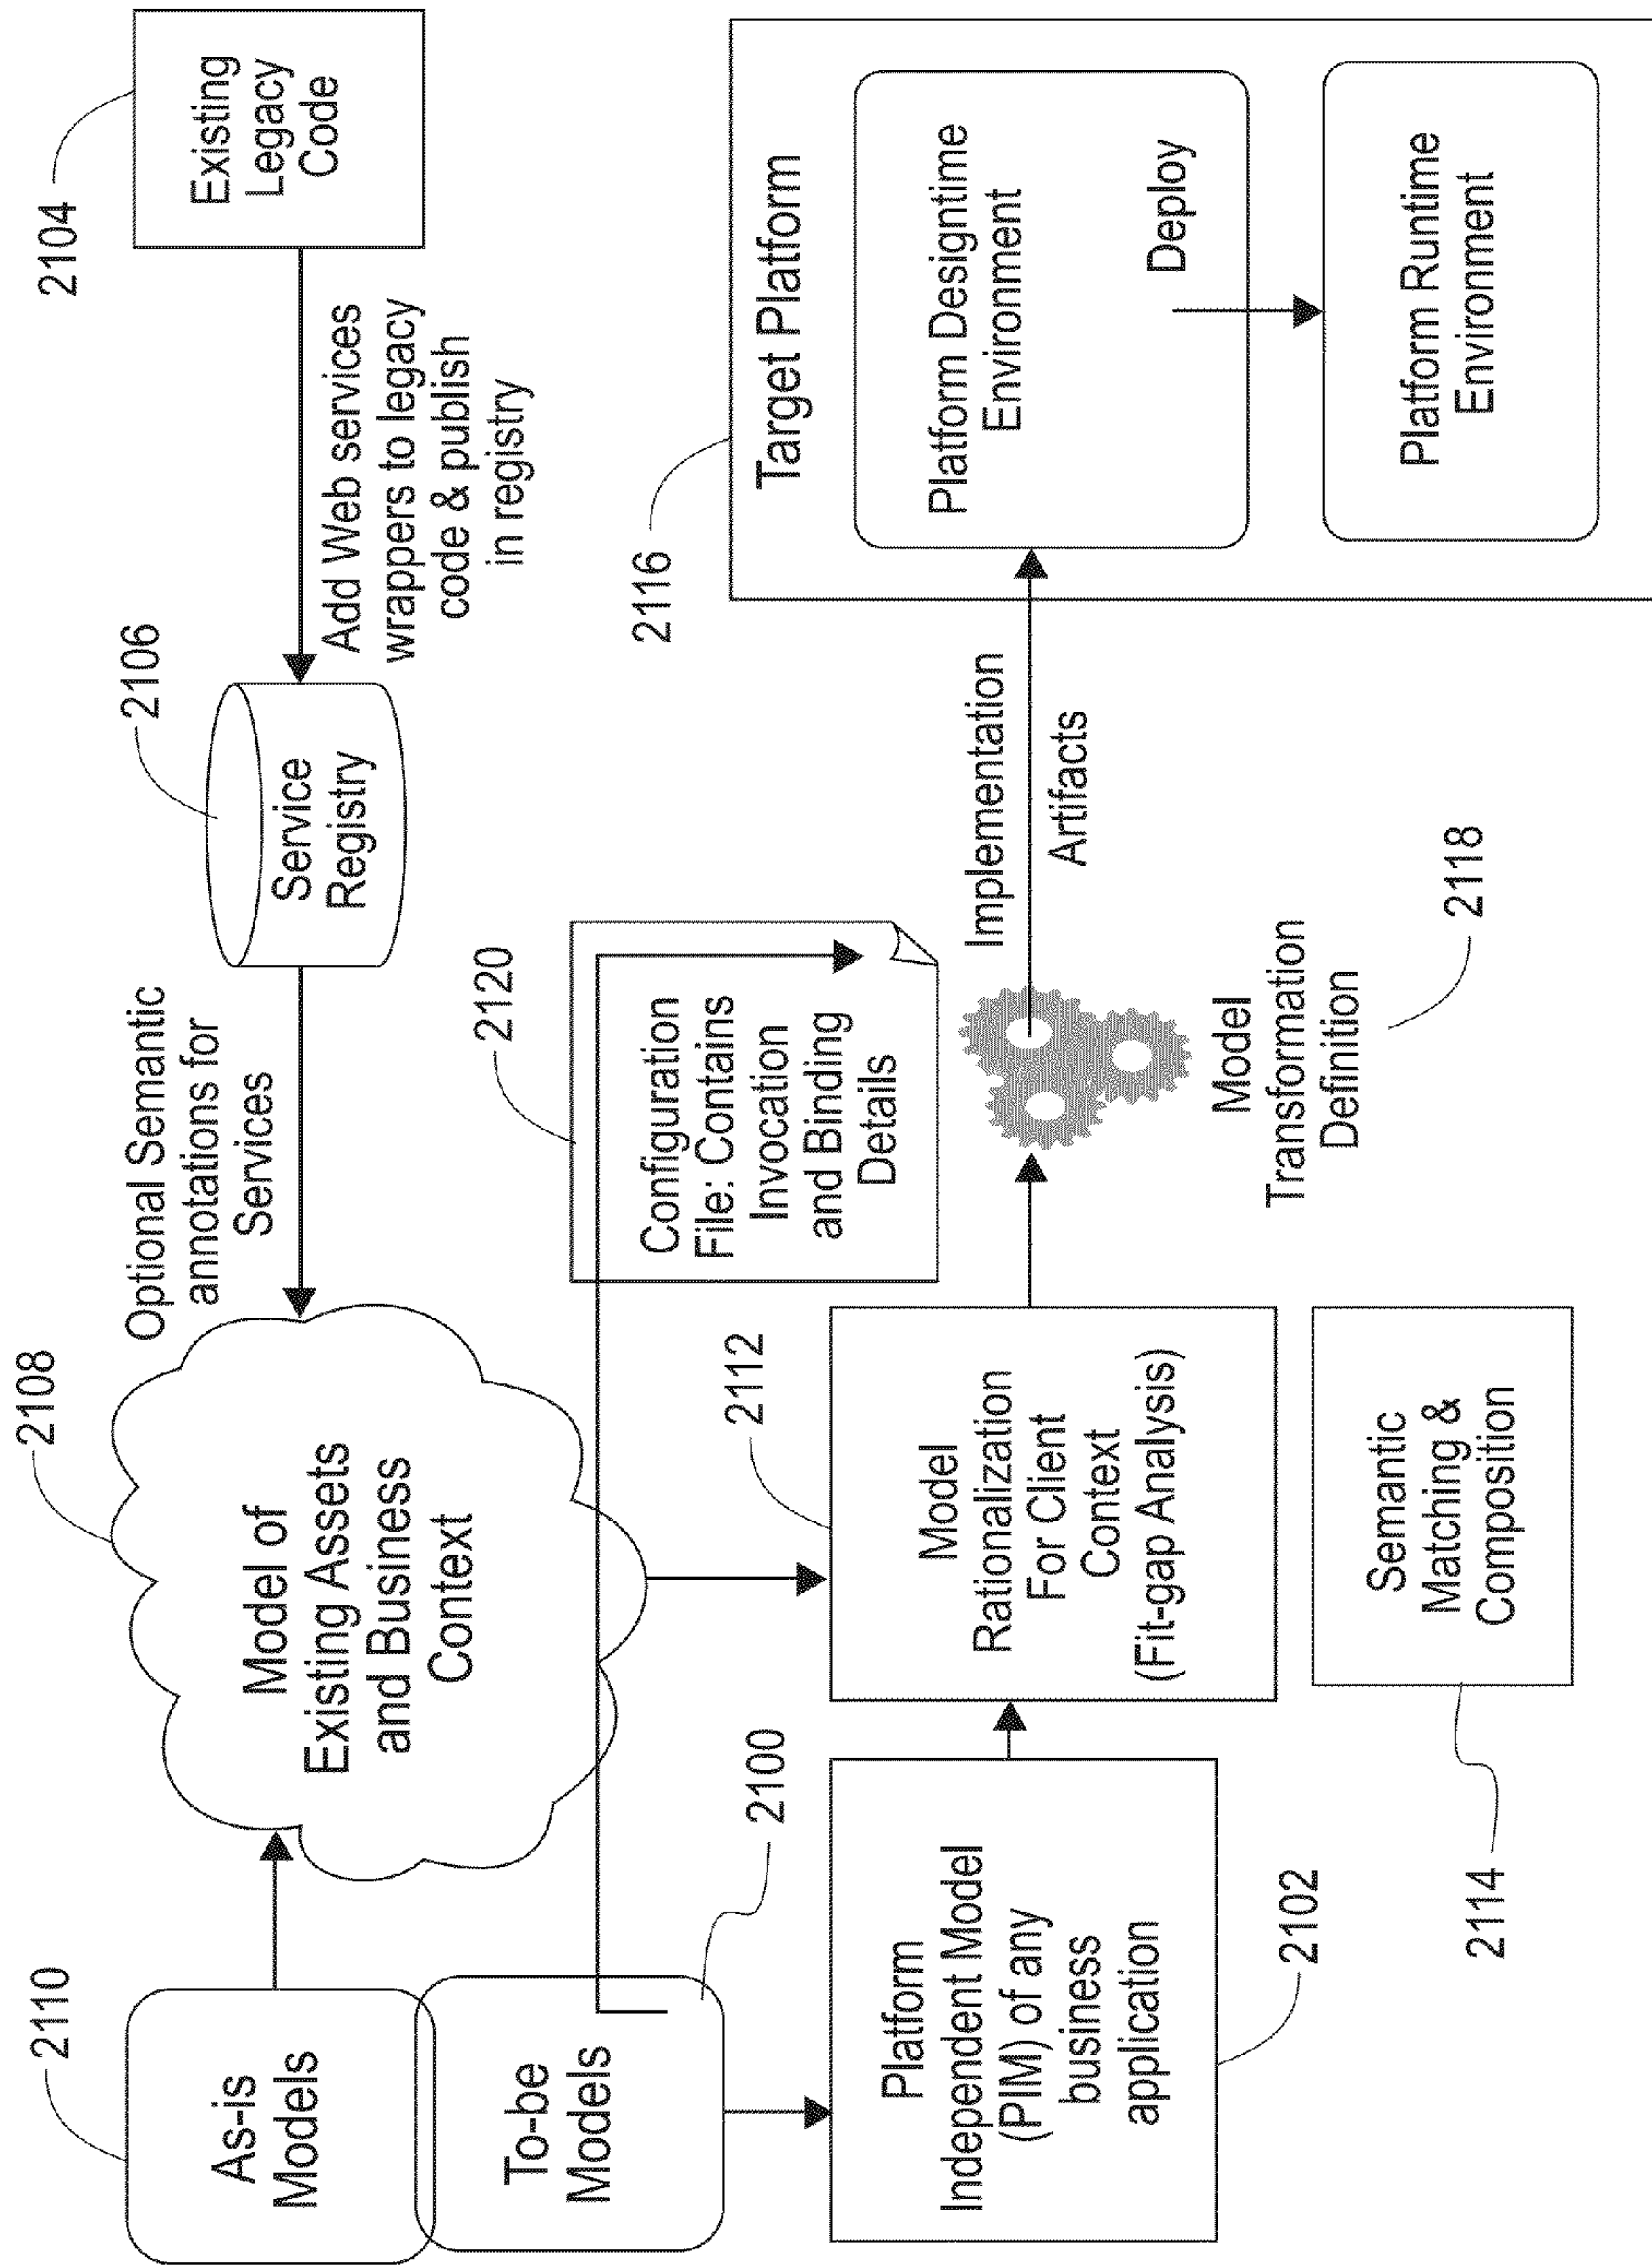 2110
As-is
Models
To-be
Models
2100
2108
Model of
Existing Assets
and Business
Context
Optional Semantic
annotations for
Services
2106
Service
Registry
Add Web services
wrappers to legacy
code & publish
in registry
2104
Existing
Legacy
Code
2120
Configuration
File: Contains
Invocation
and Binding
Details
Platform
Independent Model
(PIM) of any
business
application
2102
2112
Model
Rationalization
For Client
Context
(Fit-gap Analysis)
Semantic
Matching &
Composition
2114
Model
Transformation
Definition
2118
Implementation
Artifacts
2116
Target Platform
Platform Designtime
Environment
Deploy
Platform Runtime
Environment